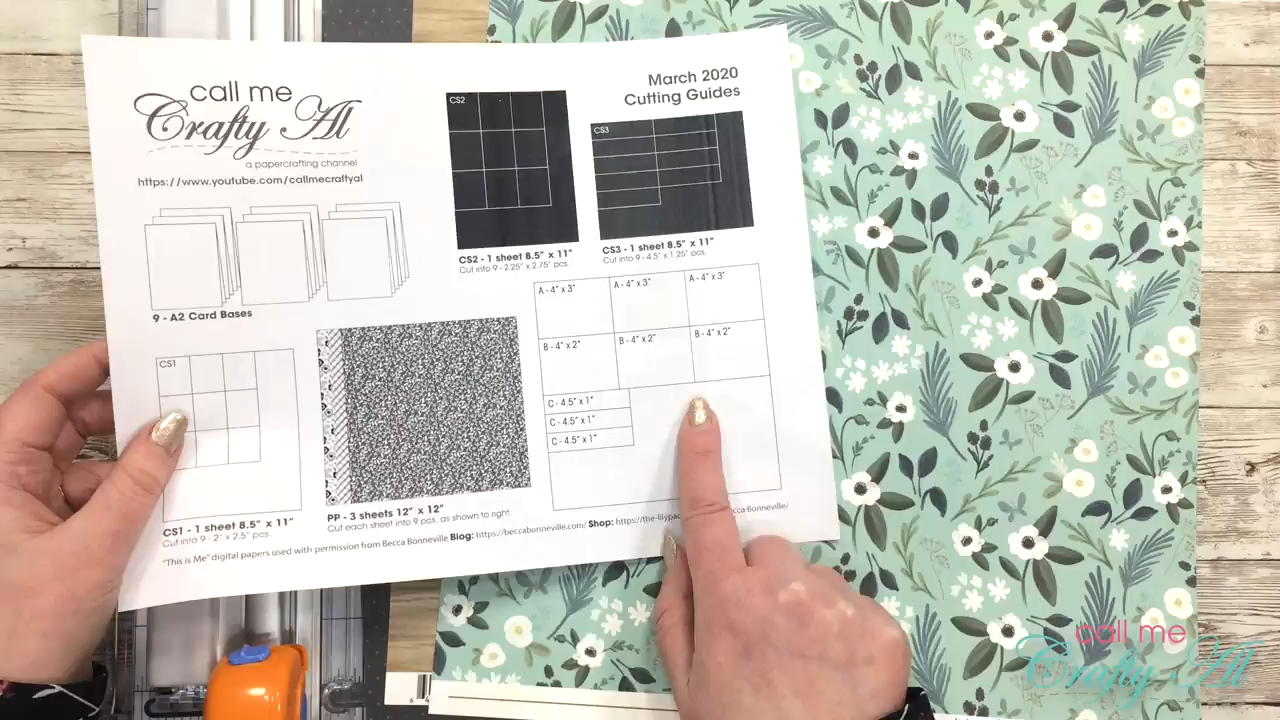 call me
Crafty Al
a papercrafting channel
https://www.youtube.com/callmecraftyal
March 2020
Cutting Guides
CS2
CS3
CS2 - 1 sheet 8.5" x 11"
Cut into 9 - 2.25" x 2.75" pcs.
CS3 - 1 sheet 8.5" x 11"
Cut into 9 - 4.5" x 1.25" pcs.
9 - A2 Card Bases
A - 4" x 3"
A - 4" x 3"
A - 4" x 3"
B - 4" x 2"
B - 4" x 2"
B - 4" x 2"
C - 4.5" x 1"
C - 4.5" x 1"
C - 4.5" x 1"
CS1
CS1 - 1 sheet 8.5" x 11"
Cut into 9 - 2" x 2.5" pcs.
PP - 3 sheets 12" x 12"
Cut each sheet into 9 pcs. as shown to right.
"This is Me" digital papers used with permission from Becca Bonneville Blog: https://beccabonneville.com/ Shop:
call me
Crafty Al